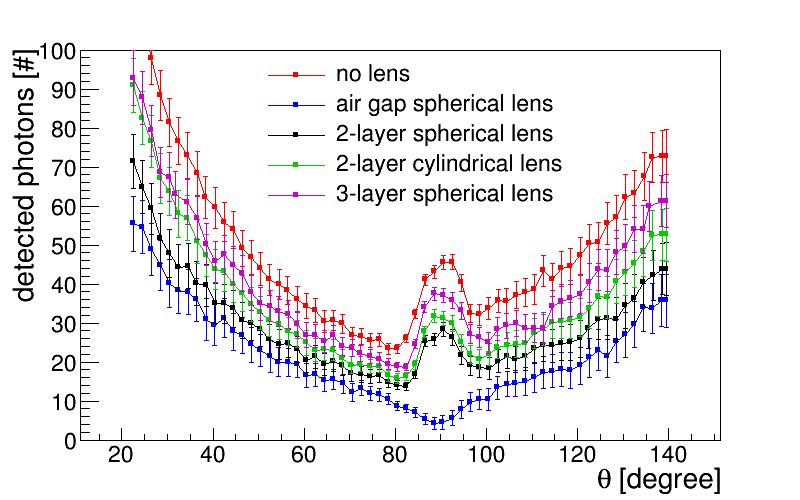 detected photons [#]
100
90
80
70
60
50
40
30
20
10
0
no lens
air gap spherical lens
2-layer spherical lens
2-layer cylindrical lens
3-layer spherical lens
20 40 60 80 100 120 140
θ [degree]